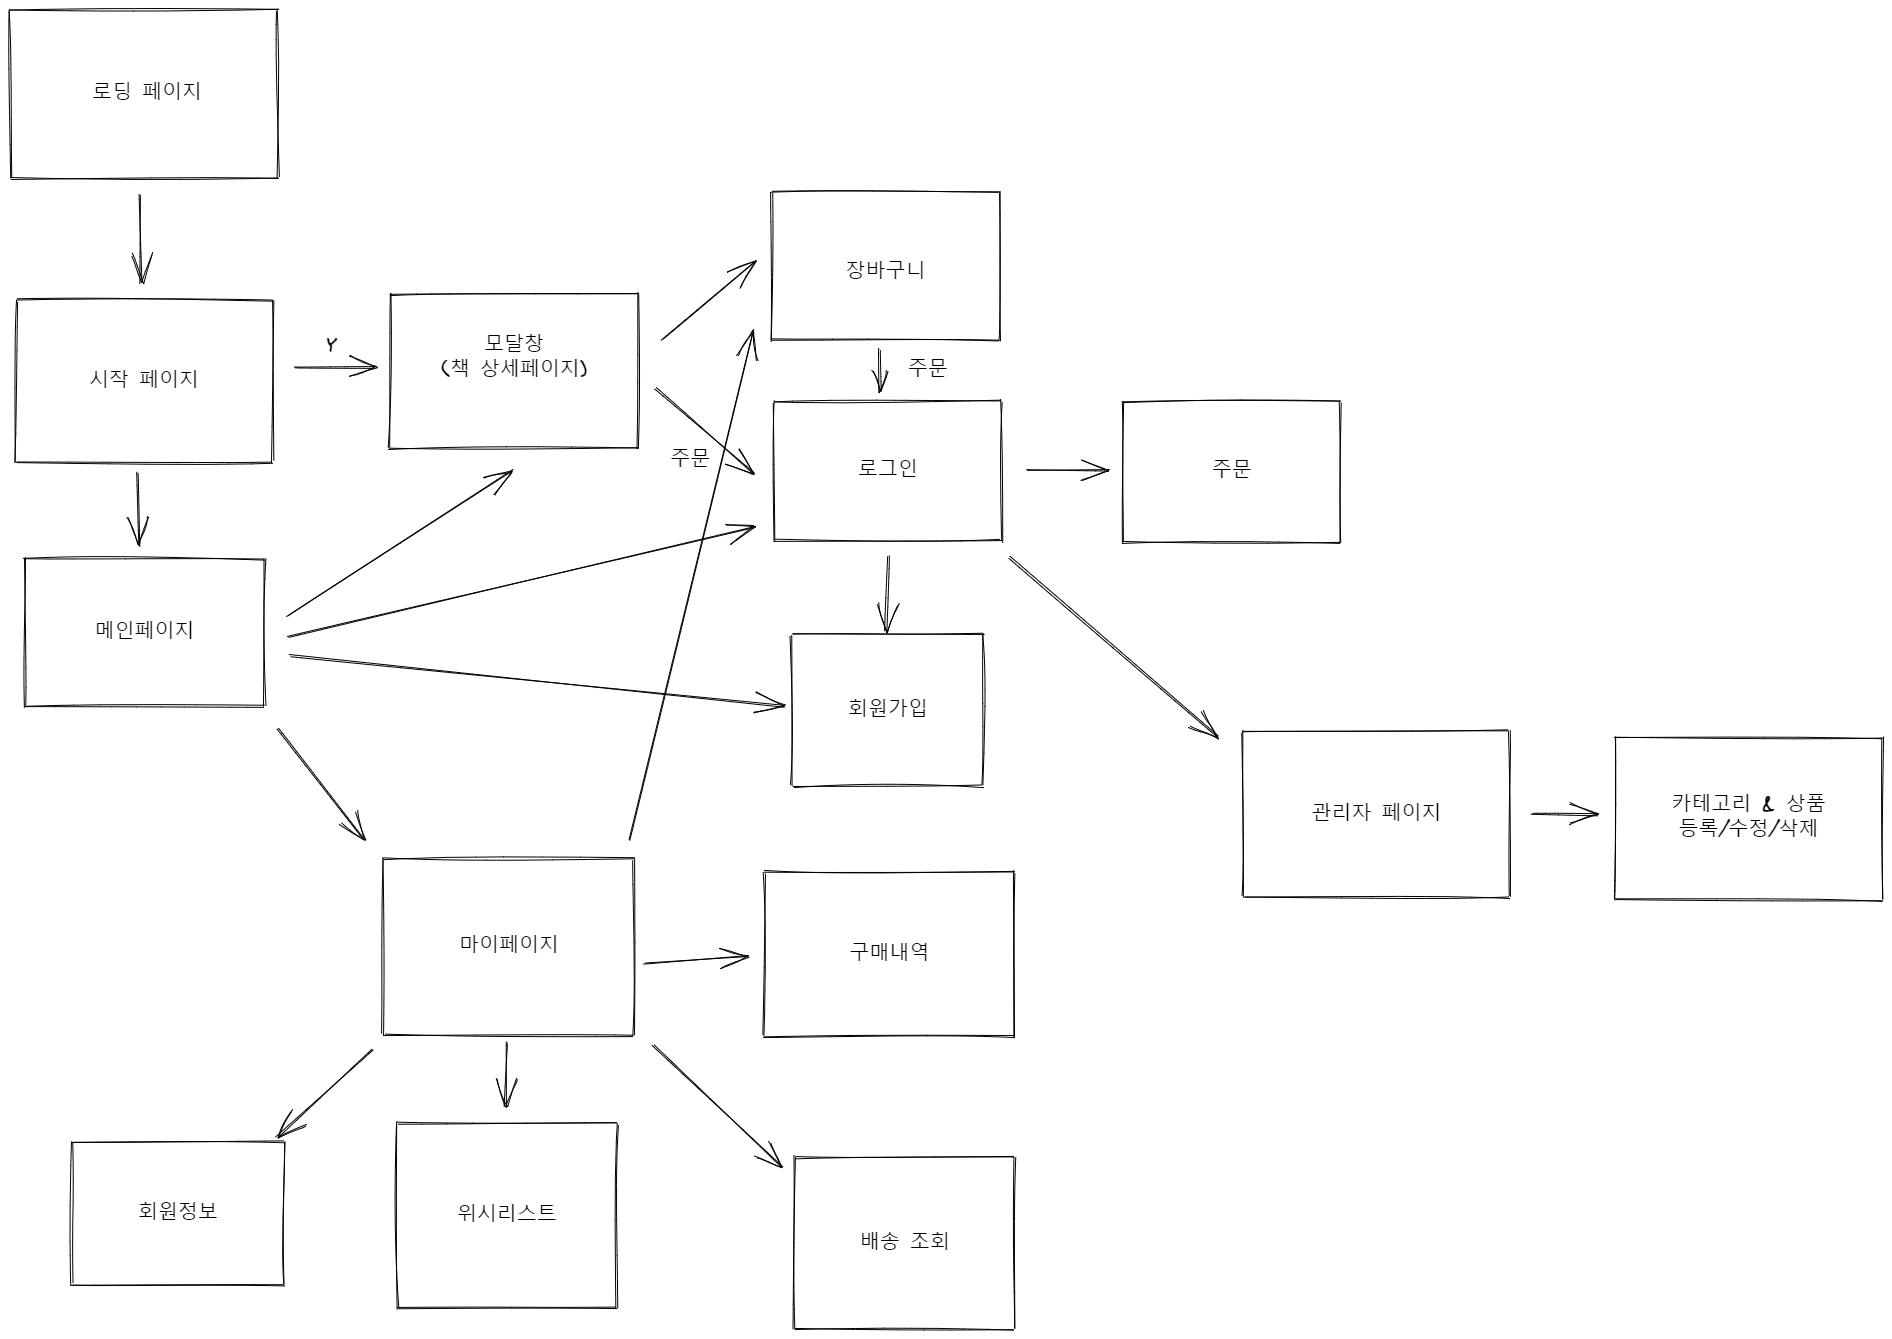 로딩 페이지
장바구니
시작 페이지
Y
모달창
(책 상세페이지)
주문
주문
로그인
주문
메인페이지
회원가입
관리자 페이지
카테고리 & 상품
등록/수정/삭제
마이페이지
구매내역
회원정보
위시리스트
배송 조회